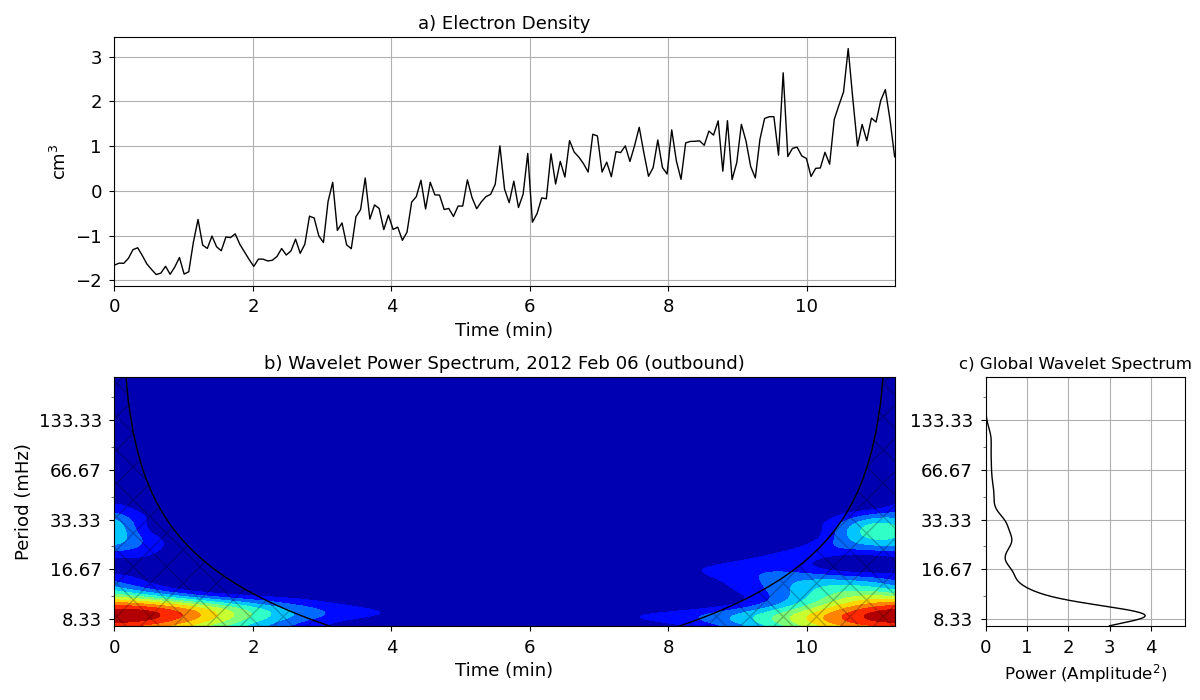 a) Electron Density
cm³
3
2
1
0
−1
−2
0 2 4 6 8 10
Time (min)
b) Wavelet Power Spectrum, 2012 Feb 06 (outbound)
Period (mHz)
133.33
66.67
33.33
16.67
8.33
0 2 4 6 8 10
Time (min)
c) Global Wavelet Spectrum
133.33
66.67
33.33
16.67
8.33
0 1 2 3 4
Power (Amplitude²)